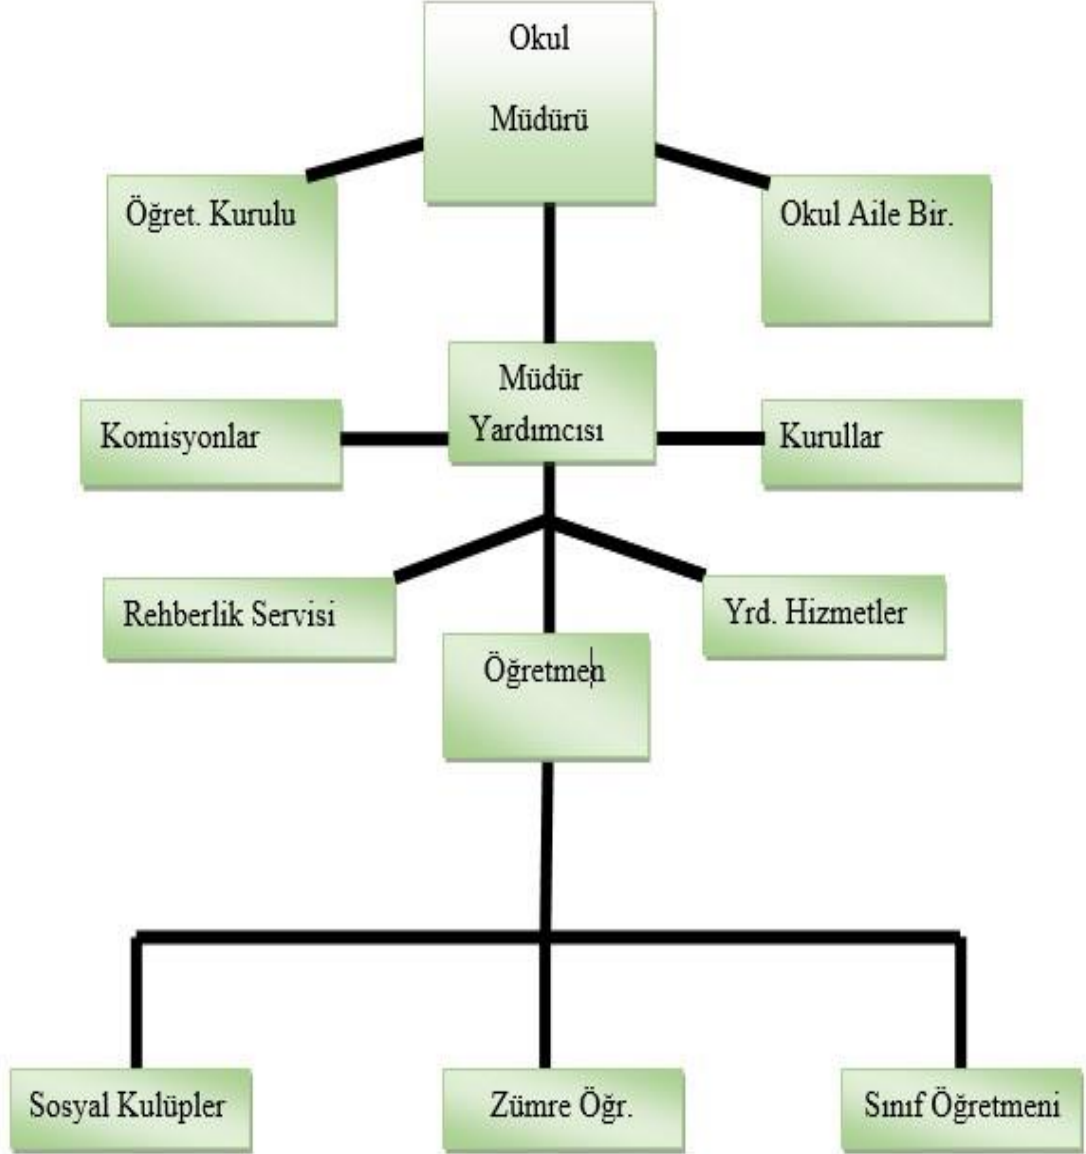 Okul
Müdürü
Öğret. Kurulu
Okul Aile Bir.
Müdür
Yardımcısı
Komisyonlar
Kurullar
Rehberlik Servisi
Yrd. Hizmetler
Öğretmen
Sosyal Kulüpler
Zümre Öğr.
Sınıf Öğretmeni